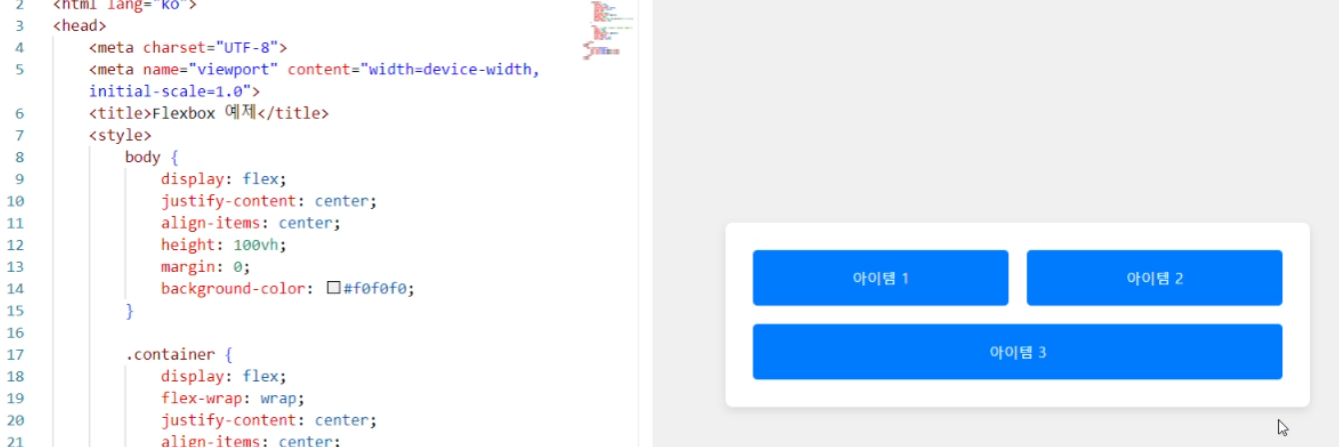 2 <html lang="ko">
3 <head>
4 <meta charset="UTF-8">
5 <meta name="viewport" content="width=device-width,
initial-scale=1.0">
6 <title>Flexbox 예제</title>
7 <style>
8 body {
9 display: flex;
10 justify-content: center;
11 align-items: center;
12 height: 100vh;
13 margin: 0;
14 background-color: #f0f0f0;
15 }
16
17 .container {
18 display: flex;
19 flex-wrap: wrap;
20 justify-content: center;
21 align-items: center;
아이템 1
아이템 2
아이템 3